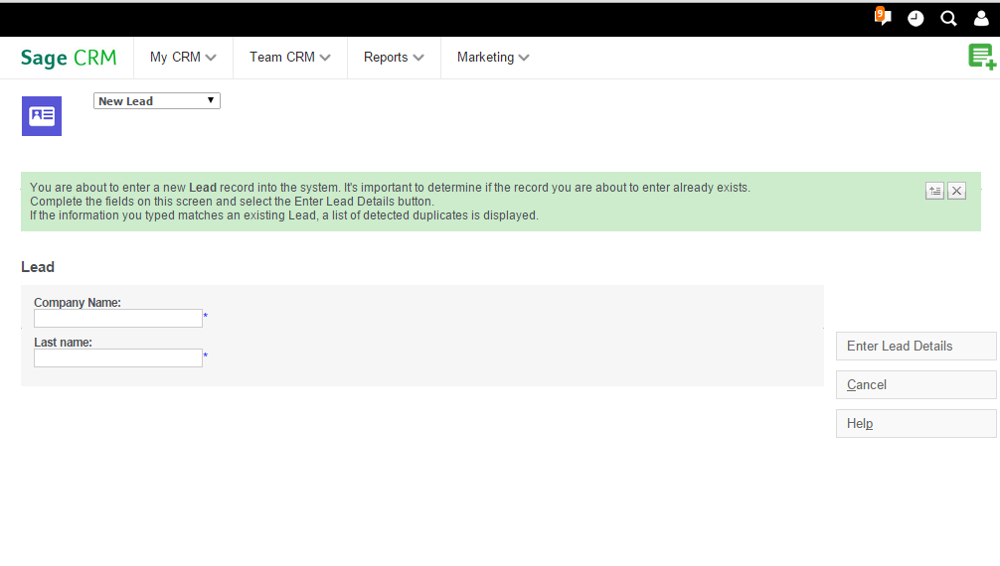 9
Sage CRM
My CRM
Team CRM
Reports
Marketing
New Lead
You are about to enter a new Lead record into the system. It's important to determine if the record you are about to enter already exists.
Complete the fields on this screen and select the Enter Lead Details button.
If the information you typed matches an existing Lead, a list of detected duplicates is displayed.
Lead
Company Name:
*
Last name:
*
Enter Lead Details
Cancel
Help